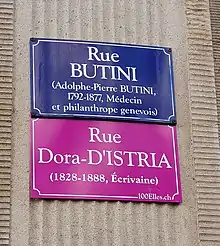 Rue
BUTINI
(Adolphe-Pierre BUTINI,
1792-1877, Médecin
et philanthrope genevois)
Rue
Dora-D'ISTRIA
(1828-1888, Écrivaine)
100Elles.ch